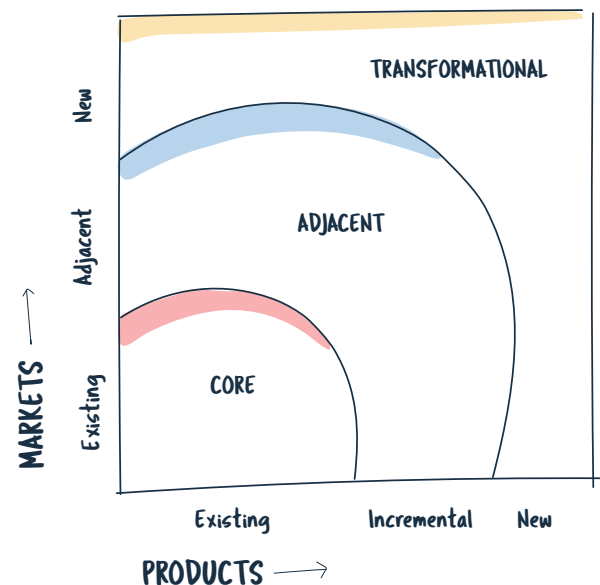 TRANSFORMATIONAL
New
ADJACENT
Adjacent
CORE
Existing
MARKETS
Existing Incremental New
PRODUCTS